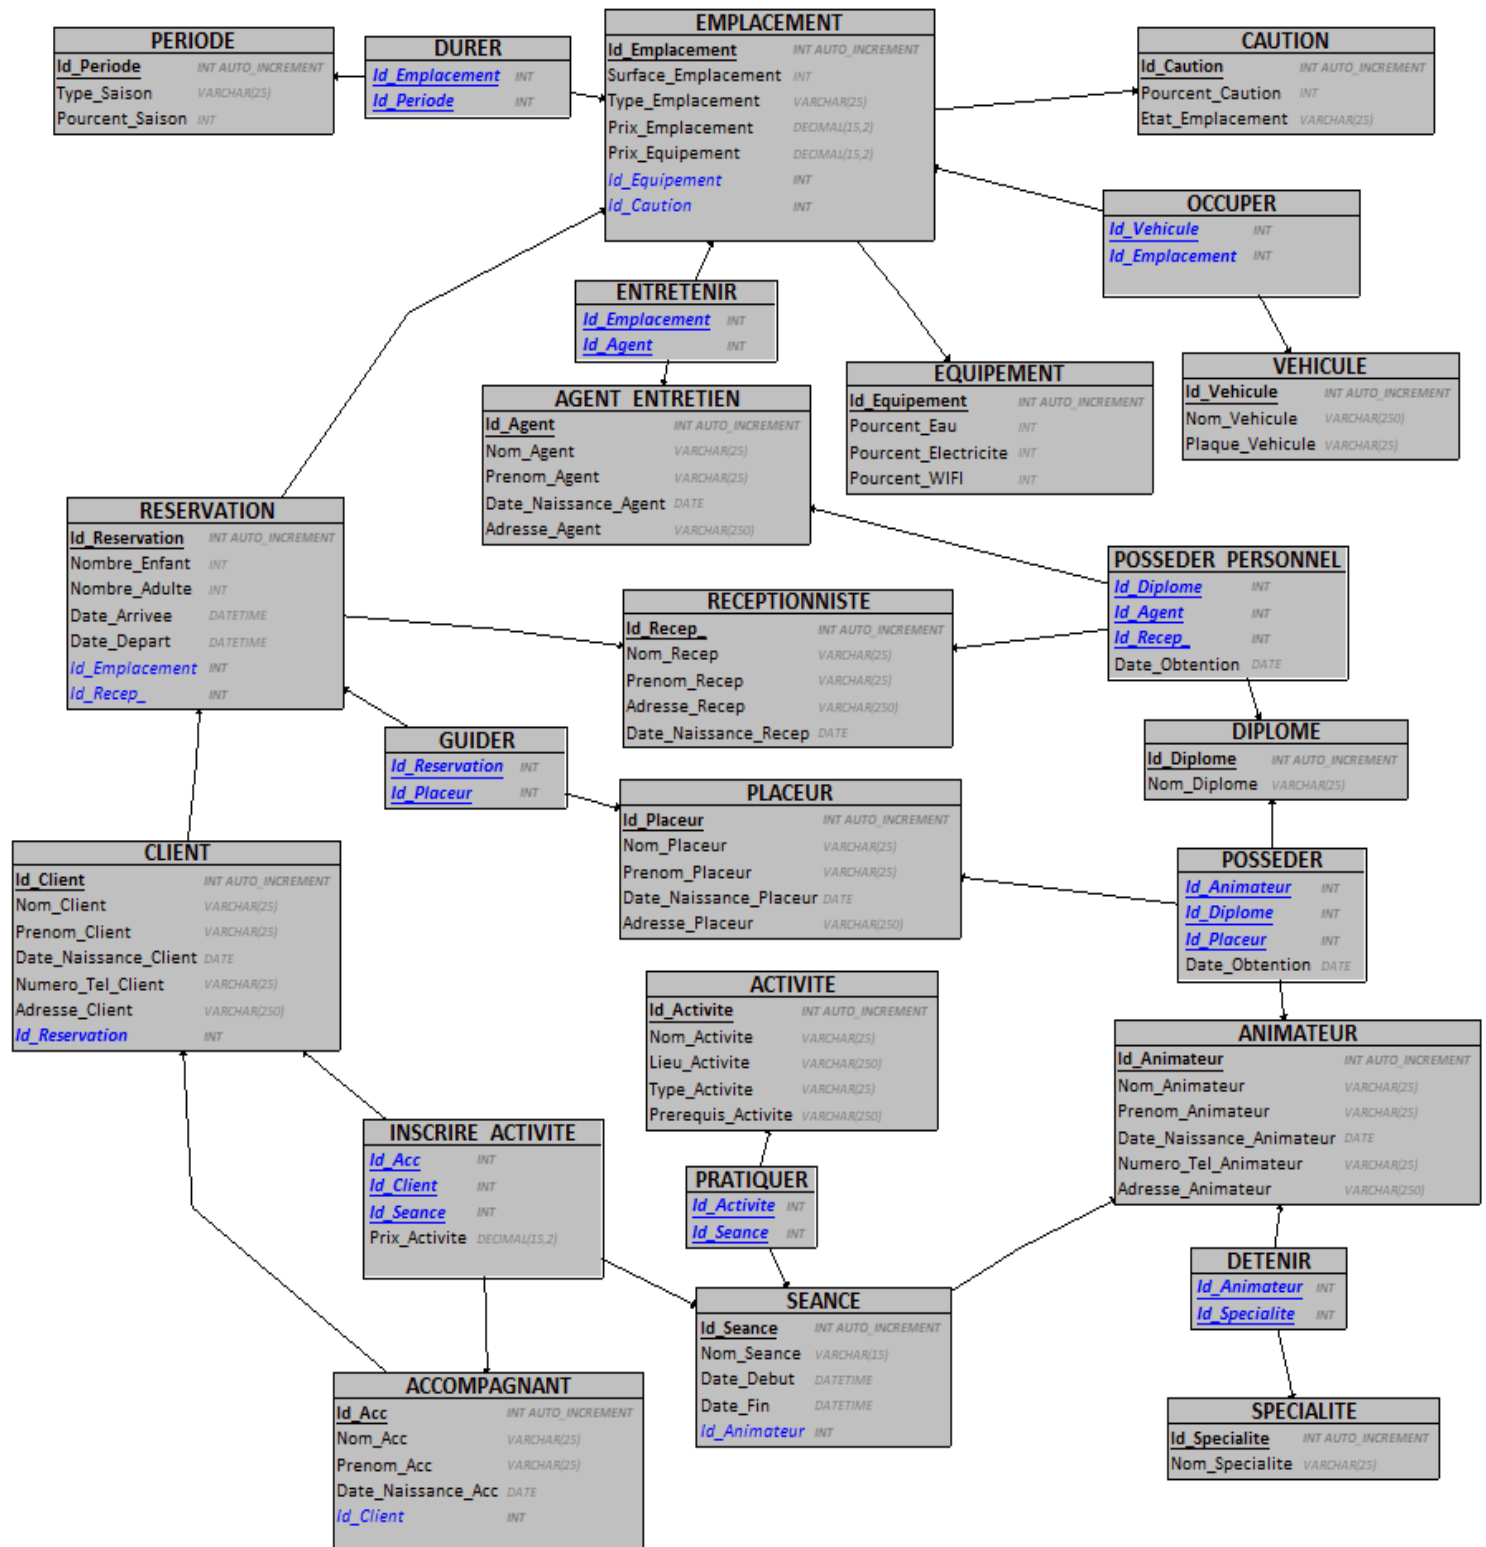 PERIODE
Id_Periode INT AUTO_INCREMENT
Type_Saison VARCHAR(25)
Pourcent_Saison INT
DURER
Id_Emplacement INT
Id_Periode INT
EMPLACEMENT
Id_Emplacement INT AUTO_INCREMENT
Surface_Emplacement INT
Type_Emplacement VARCHAR(25)
Prix_Emplacement DECIMAL(15,2)
Prix_Equipement DECIMAL(15,2)
Id_Equipement INT
Id_Caution INT
CAUTION
Id_Caution INT AUTO_INCREMENT
Pourcent_Caution INT
Etat_Emplacement VARCHAR(25)
OCCUPER
Id_Vehicule INT
Id_Emplacement INT
ENTRETENIR
Id_Emplacement INT
Id_Agent INT
VEHICULE
Id_Vehicule INT AUTO_INCREMENT
Nom_Vehicule VARCHAR(250)
Plaque_Vehicule VARCHAR(25)
EQUIPEMENT
Id_Equipement INT AUTO_INCREMENT
Pourcent_Eau INT
Pourcent_Electricite INT
Pourcent_WIFI INT
AGENT_ENTRETIEN
Id_Agent INT AUTO_INCREMENT
Nom_Agent VARCHAR(25)
Prenom_Agent VARCHAR(25)
Date_Naissance_Agent DATE
Adresse_Agent VARCHAR(250)
RESERVATION
Id_Reservation INT AUTO_INCREMENT
Nombre_Enfant INT
Nombre_Adulte INT
Date_Arrivee DATETIME
Date_Depart DATETIME
Id_Emplacement INT
Id_Recep_ INT
POSSEDER_PERSONNEL
Id_Diplome INT
Id_Agent INT
Id_Recep_ INT
Date_Obtention DATE
RECEPTIONNISTE
Id_Recep_ INT AUTO_INCREMENT
Nom_Recep VARCHAR(25)
Prenom_Recep VARCHAR(25)
Adresse_Recep VARCHAR(250)
Date_Naissance_Recep DATE
GUIDER
Id_Reservation INT
Id_Placeur INT
DIPLOME
Id_Diplome INT AUTO_INCREMENT
Nom_Diplome VARCHAR(25)
PLACEUR
Id_Placeur INT AUTO_INCREMENT
Nom_Placeur VARCHAR(25)
Prenom_Placeur VARCHAR(25)
Date_Naissance_Placeur DATE
Adresse_Placeur VARCHAR(250)
CLIENT
Id_Client INT AUTO_INCREMENT
Nom_Client VARCHAR(25)
Prenom_Client VARCHAR(25)
Date_Naissance_Client DATE
Numero_Tel_Client VARCHAR(25)
Adresse_Client VARCHAR(250)
Id_Reservation INT
POSSEDER
Id_Animateur INT
Id_Diplome INT
Id_Placeur INT
Date_Obtention DATE
ACTIVITE
Id_Activite INT AUTO_INCREMENT
Nom_Activite VARCHAR(25)
Lieu_Activite VARCHAR(250)
Type_Activite VARCHAR(25)
Prerequis_Activite VARCHAR(250)
ANIMATEUR
Id_Animateur INT AUTO_INCREMENT
Nom_Animateur VARCHAR(25)
Prenom_Animateur VARCHAR(25)
Date_Naissance_Animateur DATE
Numero_Tel_Animateur VARCHAR(25)
Adresse_Animateur VARCHAR(250)
INSCRIRE_ACTIVITE
Id_Acc INT
Id_Client INT
Id_Seance INT
Prix_Activite DECIMAL(15,2)
PRATIQUER
Id_Activite INT
Id_Seance INT
DETENIR
Id_Animateur INT
Id_Specialite INT
SEANCE
Id_Seance INT AUTO_INCREMENT
Nom_Seance VARCHAR(15)
Date_Debut DATETIME
Date_Fin DATETIME
Id_Animateur INT
ACCOMPAGNANT
Id_Acc INT AUTO_INCREMENT
Nom_Acc VARCHAR(25)
Prenom_Acc VARCHAR(25)
Date_Naissance_Acc DATE
Id_Client INT
SPECIALITE
Id_Specialite INT AUTO_INCREMENT
Nom_Specialite VARCHAR(25)